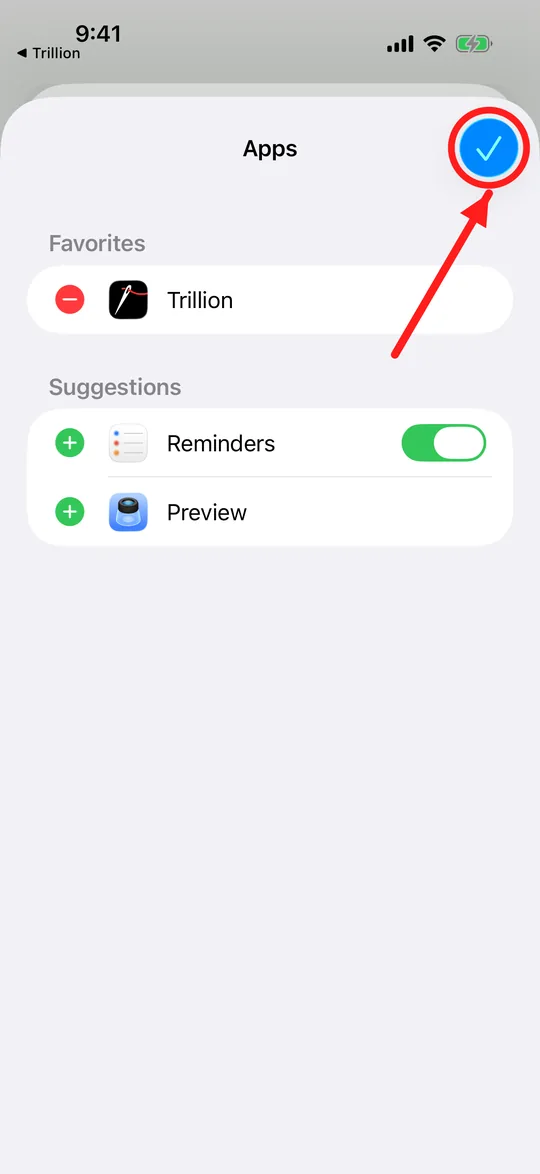 9:41
◀ Trillion
Apps
Favorites
Trillion
Suggestions
Reminders
Preview